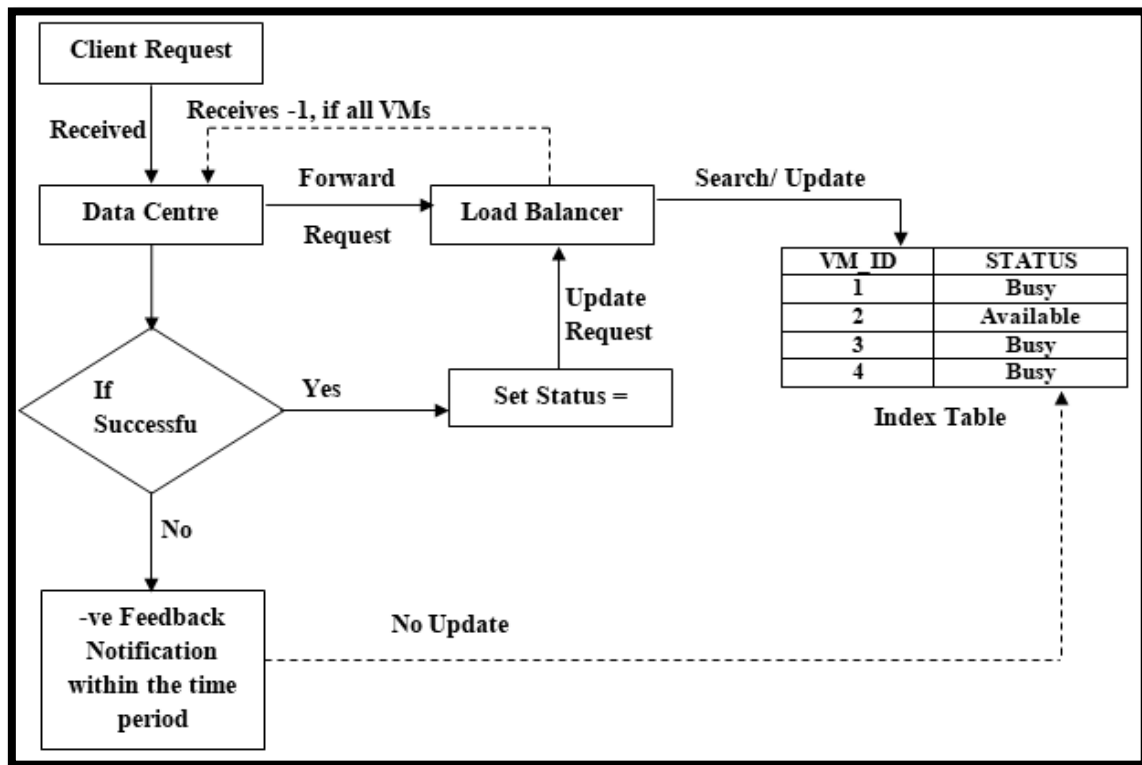 Client Request
Received
Receives -1, if all VMs
Data Centre
Forward
Request
Load Balancer
Search/ Update
VM_ID STATUS
1 Busy
2 Available
3 Busy
4 Busy
Index Table
Update
Request
If
Successfu
Yes
Set Status =
No
-ve Feedback
Notification
within the time
period
No Update